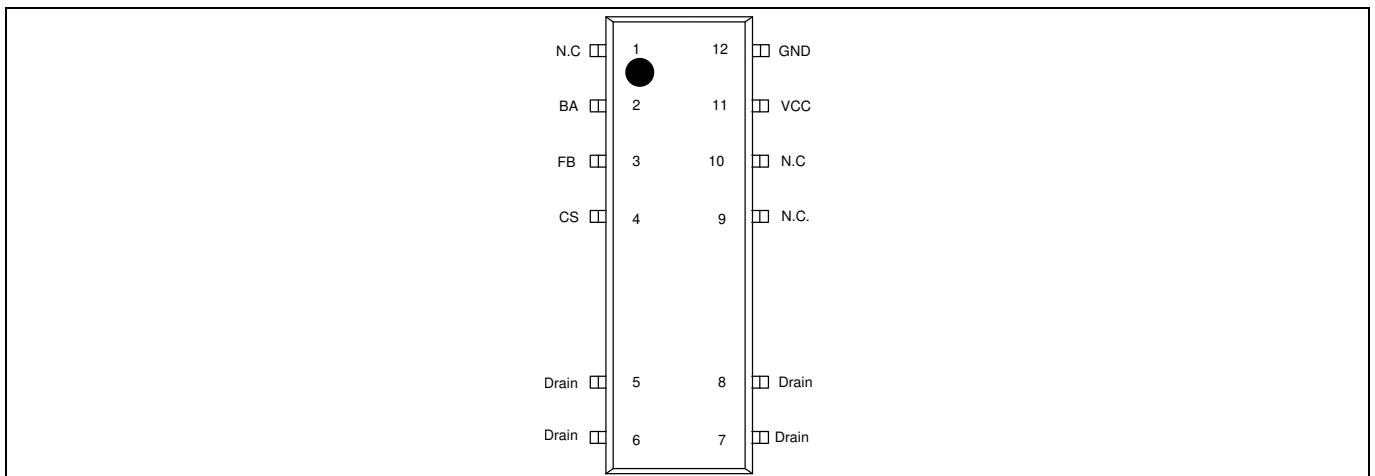 N.C 1 12 GND
BA 2 11 VCC
FB 3 10 N.C
CS 4 9 N.C.
Drain 5 8 Drain
Drain 6 7 Drain